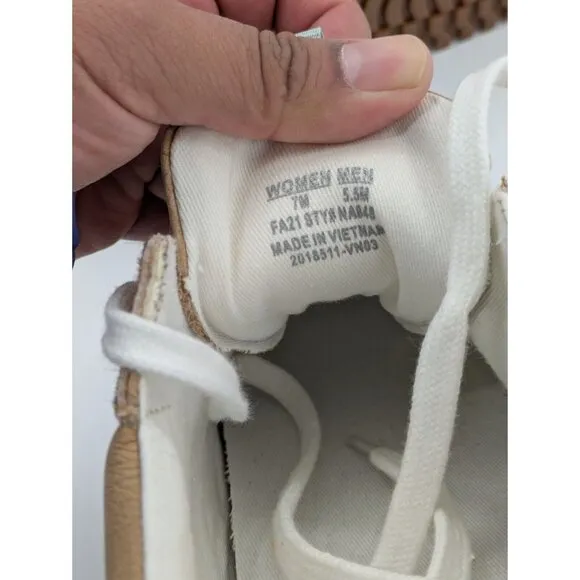 WOMEN MEN
7M 5.5M
FA21 STY# NA848
MADE IN VIETNAM
2018511-VN03